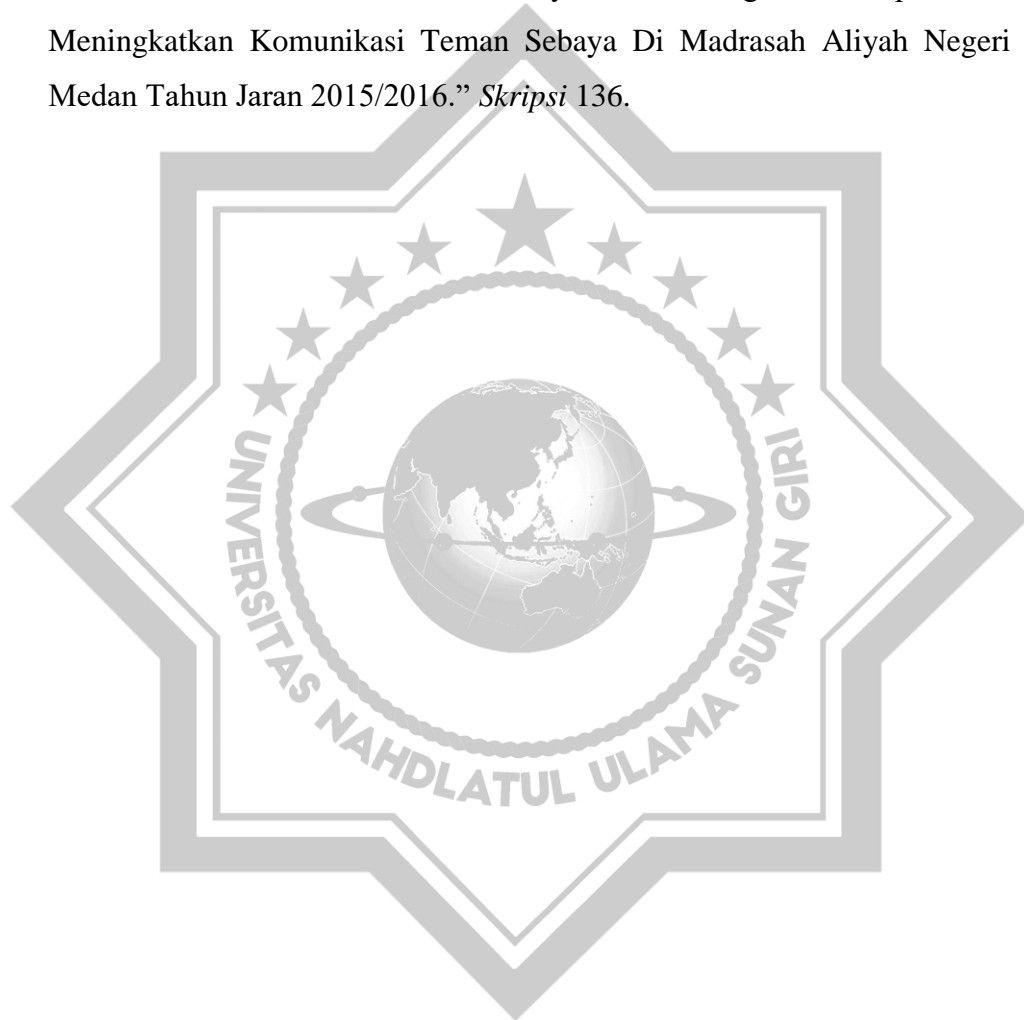 Meningkatkan Komunikasi Teman Sebaya Di Madrasah Aliyah Negeri
Medan Tahun Jaran 2015/2016.” Skripsi 136.
UNIVERSITAS NAHDLATUL ULAMA SUNAN GIRI